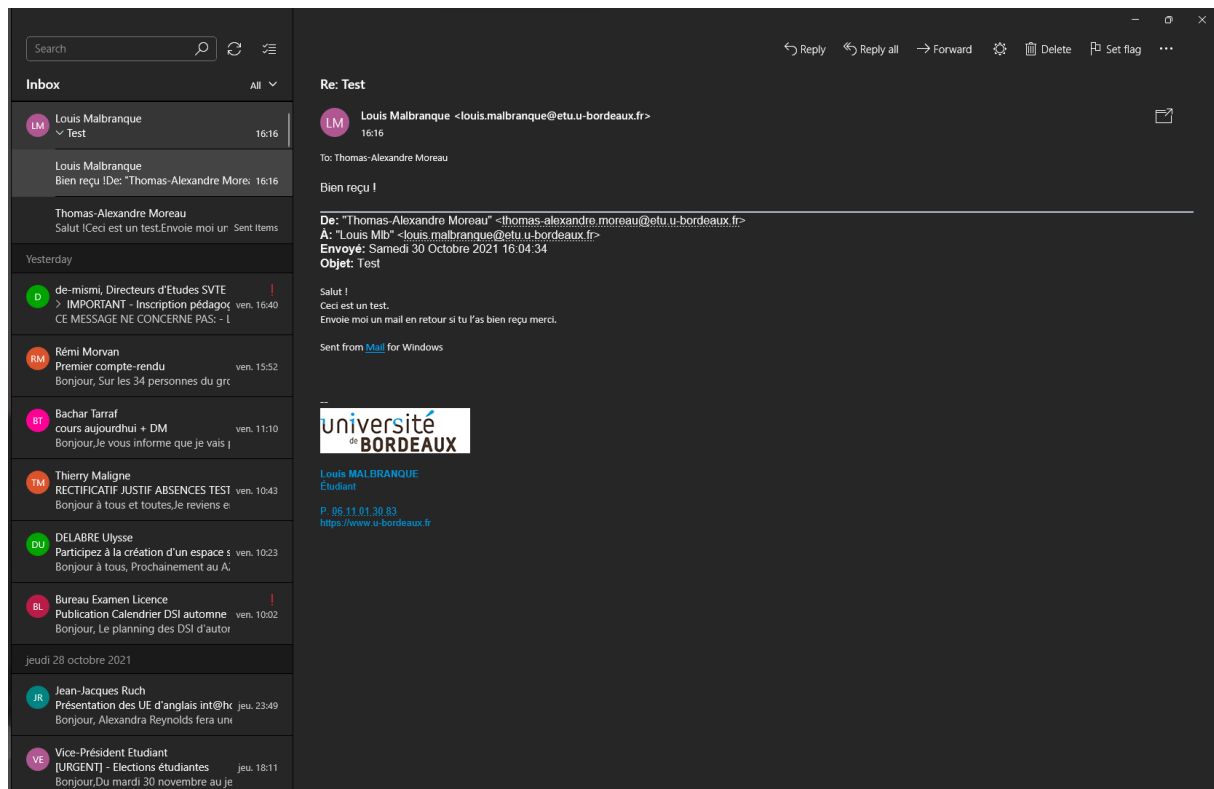 Search
Reply Reply all Forward Delete Set flag
Inbox All
LM Louis Malbranque
Test 16:16
Louis Malbranque
Bien reçu !De: "Thomas-Alexandre More 16:16
Thomas-Alexandre Moreau
Salut !Ceci est un test.Envoie moi ur Sent Items
Yesterday
D de-mismi, Directeurs d'Etudes SVTE !
> IMPORTANT - Inscription pédagog ven. 16:40
CE MESSAGE NE CONCERNE PAS: - L
RM Rémi Morvan
Premier compte-rendu ven. 15:52
Bonjour, Sur les 34 personnes du grc
BT Bachar Tarraf
cours aujourdhui + DM ven. 11:10
Bonjour,Je vous informe que je vais
TM Thierry Maligne
RECTIFICATIF JUSTIF ABSENCES TEST ven. 10:43
Bonjour à tous et toutes,Je reviens e
DU DELABRE Ulysse
Participez à la création d'un espace s ven. 10:23
Bonjour à tous, Prochainement au A
BL Bureau Examen Licence !
Publication Calendrier DSI automne ven. 10:02
Bonjour, Le planning des DSI d'autor
jeudi 28 octobre 2021
JR Jean-Jacques Ruch
Présentation des UE d'anglais int@hc jeu. 23:49
Bonjour, Alexandra Reynolds fera une
VE Vice-Président Etudiant
[URGENT] - Elections étudiantes jeu. 18:11
Bonjour,Du mardi 30 novembre au je
Re: Test
LM Louis Malbranque <louis.malbranque@etu.u-bordeaux.fr>
16:16
To: Thomas-Alexandre Moreau
Bien reçu !
De: "Thomas-Alexandre Moreau" <thomas-alexandre.moreau@etu.u-bordeaux.fr>
À: "Louis Mlb" <louis.malbranque@etu.u-bordeaux.fr>
Envoyé: Samedi 30 Octobre 2021 16:04:34
Objet: Test
Salut !
Ceci est un test.
Envoie moi un mail en retour si tu l'as bien reçu merci.
Sent from Mail for Windows
--
université
de BORDEAUX
Louis MALBRANQUE
Étudiant
P. 06 11 01 30 83
https://www.u-bordeaux.fr